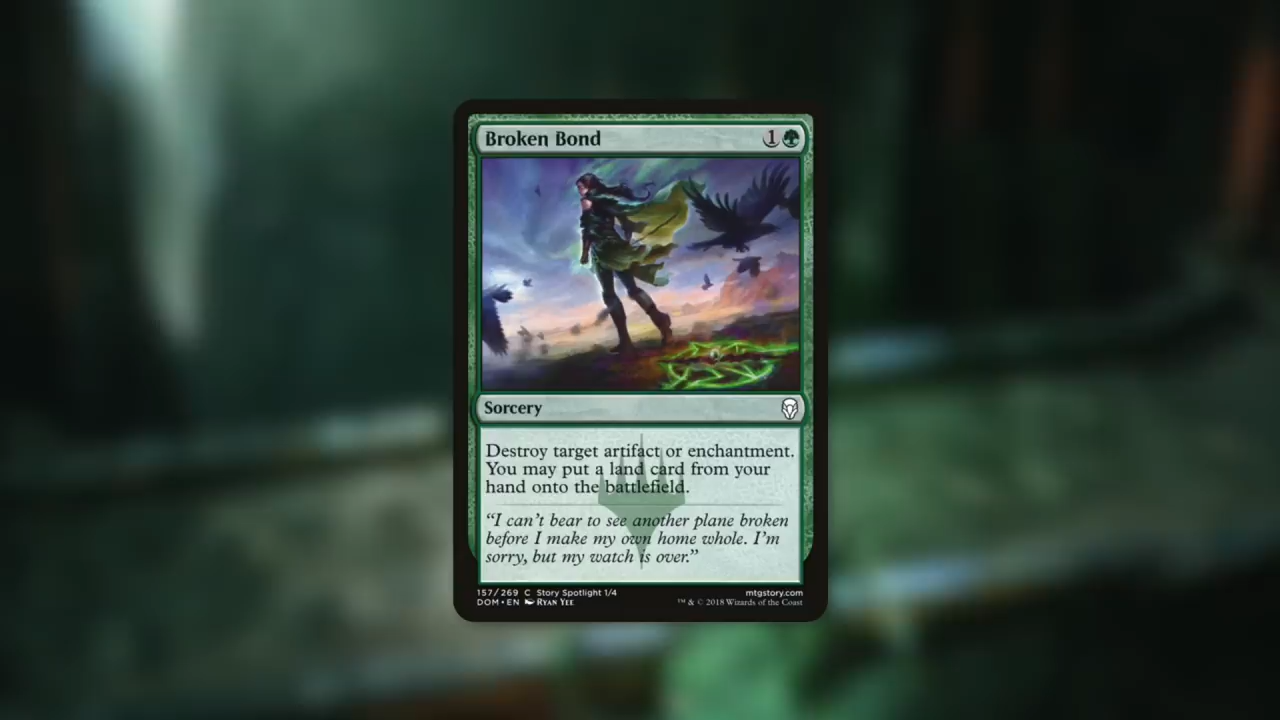 Broken Bond 1
Sorcery
Destroy target artifact or enchantment.
You may put a land card from your
hand onto the battlefield.
“I can’t bear to see another plane broken
before I make my own home whole. I’m
sorry, but my watch is over.”
157/269 C Story Spotlight 1/4 mtgstory.com
DOM • EN Ryan Yee ™ & © 2018 Wizards of the Coast